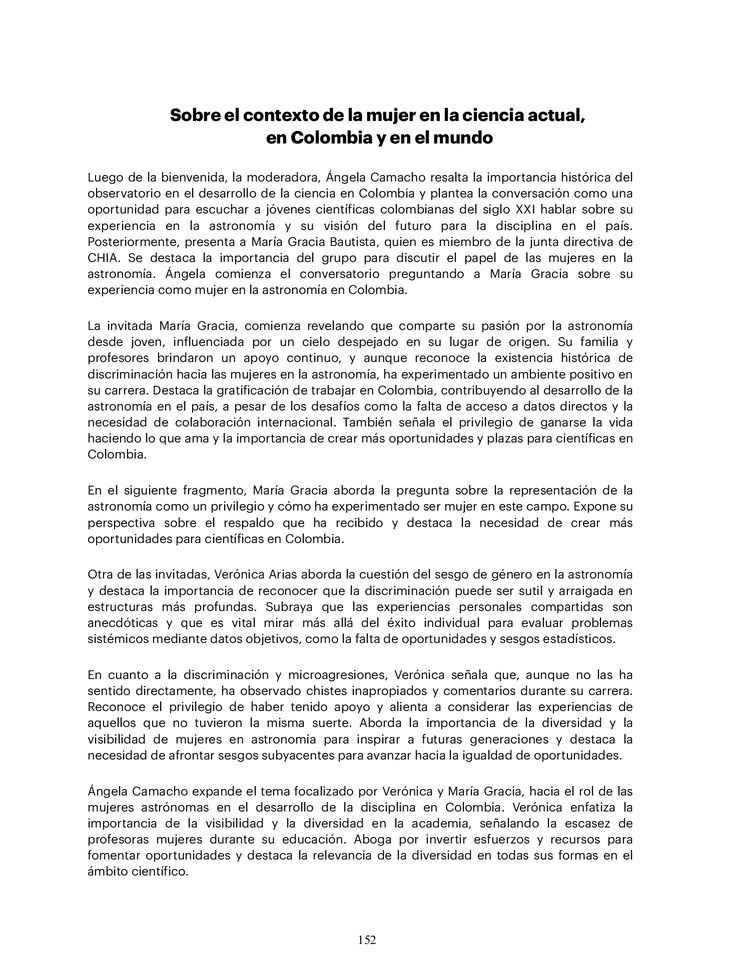 Sobre el contexto de la mujer en la ciencia actual,
en Colombia y en el mundo
Luego de la bienvenida, la moderadora, Ángela Camacho resalta la importancia histórica del
observatorio en el desarrollo de la ciencia en Colombia y plantea la conversación como una
oportunidad para escuchar a jóvenes científicas colombianas del siglo XXI hablar sobre su
experiencia en la astronomía y su visión del futuro para la disciplina en el país.
Posteriormente, presenta a María Gracia Bautista, quien es miembro de la junta directiva de
CHIA. Se destaca la importancia del grupo para discutir el papel de las mujeres en la
astronomía. Ángela comienza el conversatorio preguntando a María Gracia sobre su
experiencia como mujer en la astronomía en Colombia.
La invitada María Gracia, comienza revelando que comparte su pasión por la astronomía
desde joven, influenciada por un cielo despejado en su lugar de origen. Su familia y
profesores brindaron un apoyo continuo, y aunque reconoce la existencia histórica de
discriminación hacia las mujeres en la astronomía, ha experimentado un ambiente positivo en
su carrera. Destaca la gratificación de trabajar en Colombia, contribuyendo al desarrollo de la
astronomía en el país, a pesar de los desafíos como la falta de acceso a datos directos y la
necesidad de colaboración internacional. También señala el privilegio de ganarse la vida
haciendo lo que ama y la importancia de crear más oportunidades y plazas para científicas en
Colombia.
En el siguiente fragmento, María Gracia aborda la pregunta sobre la representación de la
astronomía como un privilegio y cómo ha experimentado ser mujer en este campo. Expone su
perspectiva sobre el respaldo que ha recibido y destaca la necesidad de crear más
oportunidades para científicas en Colombia.
Otra de las invitadas, Verónica Arias aborda la cuestión del sesgo de género en la astronomía
y destaca la importancia de reconocer que la discriminación puede ser sutil y arraigada en
estructuras más profundas. Subraya que las experiencias personales compartidas son
anecdóticas y que es vital mirar más allá del éxito individual para evaluar problemas
sistémicos mediante datos objetivos, como la falta de oportunidades y sesgos estadísticos.
En cuanto a la discriminación y microagresiones, Verónica señala que, aunque no las ha
sentido directamente, ha observado chistes inapropiados y comentarios durante su carrera.
Reconoce el privilegio de haber tenido apoyo y alienta a considerar las experiencias de
aquellos que no tuvieron la misma suerte. Aborda la importancia de la diversidad y la
visibilidad de mujeres en astronomía para inspirar a futuras generaciones y destaca la
necesidad de afrontar sesgos subyacentes para avanzar hacia la igualdad de oportunidades.
Ángela Camacho expande el tema focalizado por Verónica y María Gracia, hacia el rol de las
mujeres astrónomas en el desarrollo de la disciplina en Colombia. Verónica enfatiza la
importancia de la visibilidad y la diversidad en la academia, señalando la escasez de
profesoras mujeres durante su educación. Aboga por invertir esfuerzos y recursos para
fomentar oportunidades y destaca la relevancia de la diversidad en todas sus formas en el
ámbito científico.
152